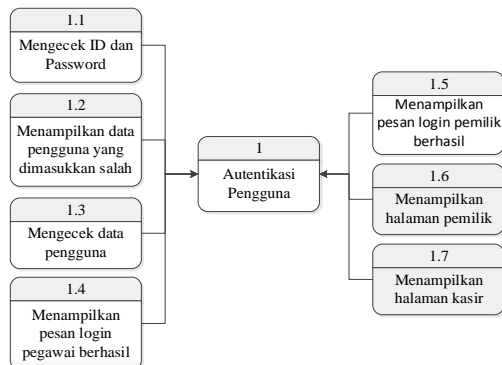 1.1
Mengecek ID dan
Password
1.2
Menampilkan data
pengguna yang
dimasukkan salah
1.3
Mengecek data
pengguna
1.4
Menampilkan
pesan login
pegawai berhasil
1
Autentikasi
Pengguna
1.5
Menampilkan
pesan login pemilik
berhasil
1.6
Menampilkan
halaman pemilik
1.7
Menampilkan
halaman kasir